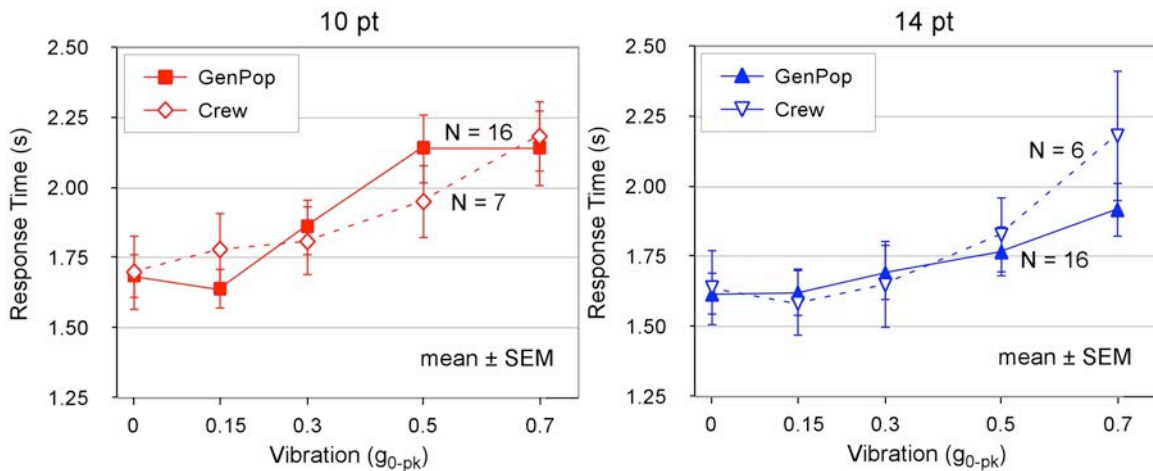 10 pt
2.50
2.25
2.00
1.75
1.50
1.25
Response Time (s)
GenPop
Crew
N = 16
N = 7
mean ± SEM
0 0.15 0.3 0.5 0.7
Vibration (g0-pk)
14 pt
2.50
2.25
2.00
1.75
1.50
1.25
Response Time (s)
GenPop
Crew
N = 6
N = 16
mean ± SEM
0 0.15 0.3 0.5 0.7
Vibration (g0-pk)